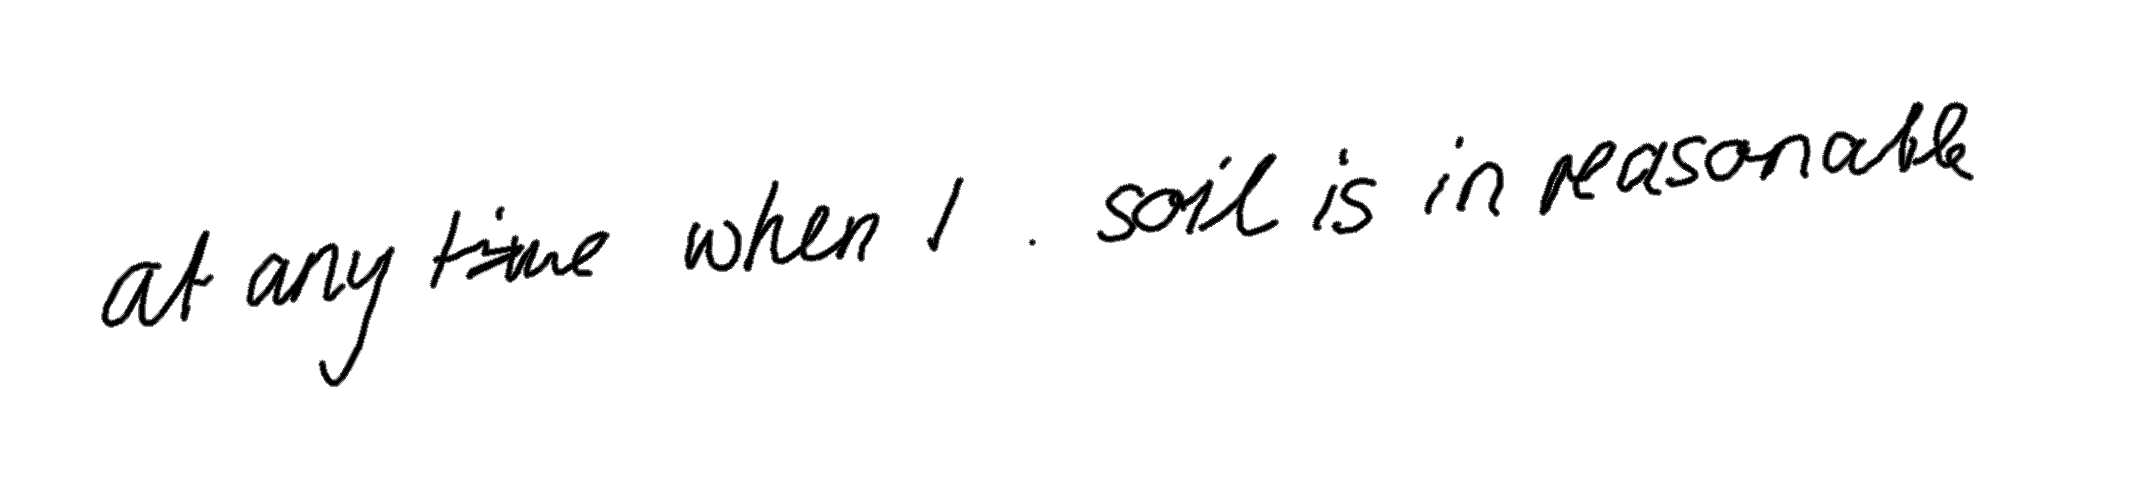 at any time when soil is in reasonable